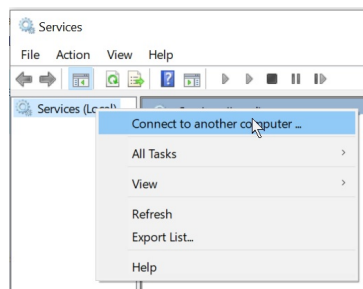 Services
File Action View Help
Services (Local)
Connect to another computer ...
All Tasks
View
Refresh
Export List...
Help